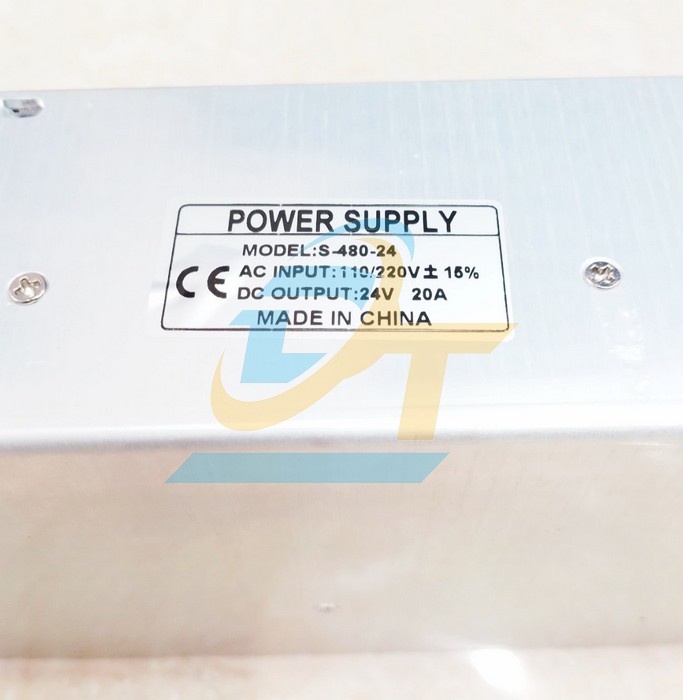 POWER SUPPLY
MODEL:S-480-24
CE AC INPUT:110/220V ± 15%
DC OUTPUT:24V 20A
MADE IN CHINA